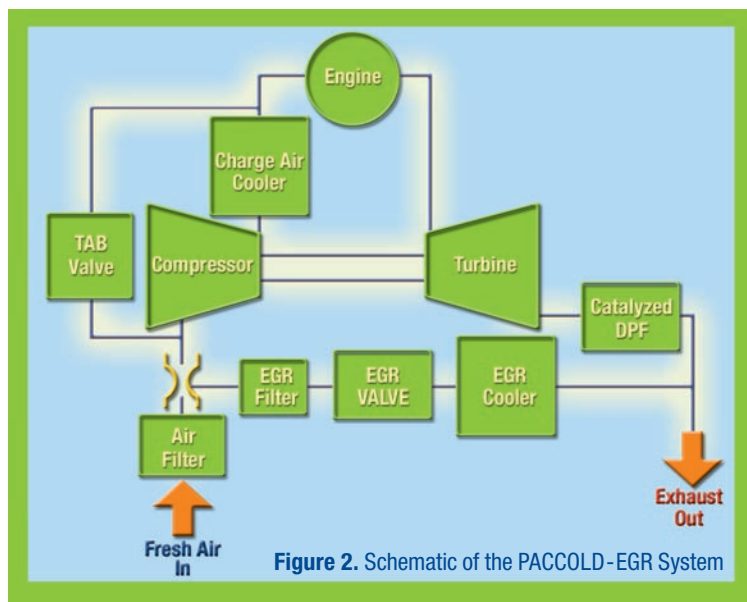 Engine
Charge Air
Cooler
TAB
Valve
Compressor
Turbine
Catalyzed
DPF
EGR
Filter
EGR
VALVE
EGR
Cooler
Air
Filter
Fresh Air
In
Exhaust
Out
Figure 2. Schematic of the PACCOLD-EGR System